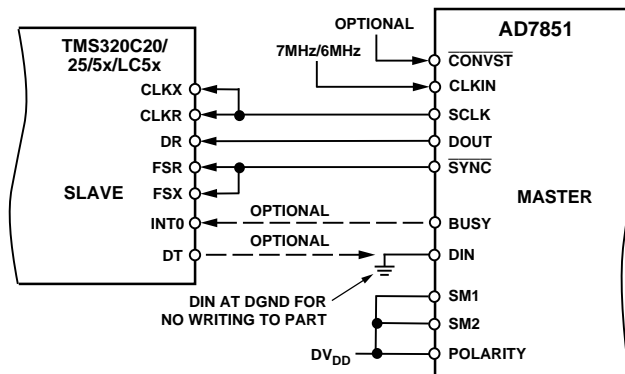 OPTIONAL
AD7851
TMS320C20/
25/5x/LC5x
7MHz/6MHz
CONVST
CLKIN
CLKX
CLKR
SCLK
DR
DOUT
FSR
SYNC
FSX
SLAVE
MASTER
INT0
OPTIONAL
BUSY
DT
OPTIONAL
DIN
DIN AT DGND FOR
NO WRITING TO PART
SM1
SM2
DVDD
POLARITY